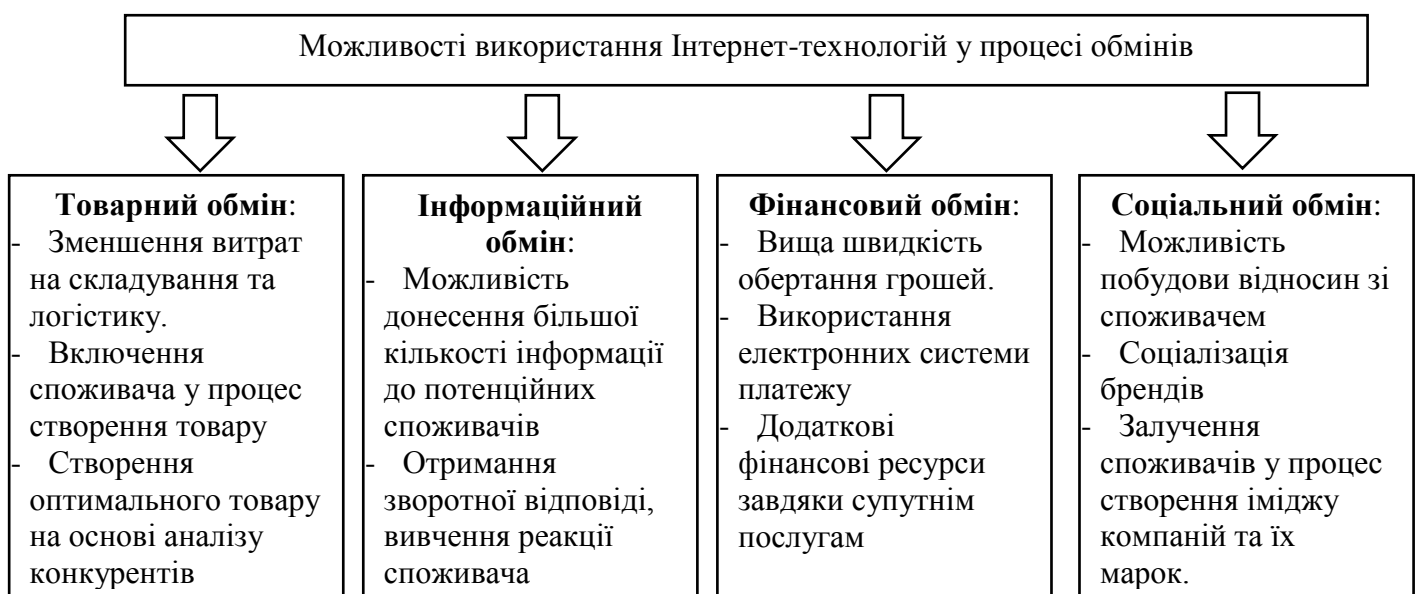 Можливості використання Інтернет-технологій у процесі обмінів
Товарний обмін:
- Зменшення витрат
на складування та
логістику.
- Включення
споживача у процес
створення товару
- Створення
оптимального товару
на основі аналізу
конкурентів
Інформаційний
обмін:
- Можливість
донесення більшої
кількості інформації
до потенційних
споживачів
- Отримання
зворотної відповіді,
вивчення реакції
споживача
Фінансовий обмін:
- Вища швидкість
обертання грошей.
- Використання
електронних системи
платежу
- Додаткові
фінансові ресурси
завдяки супутнім
послугам
Соціальний обмін:
- Можливість
побудови відносин зі
споживачем
- Соціалізація
брендів
- Залучення
споживачів у процес
створення іміджу
компаній та їх
марок.